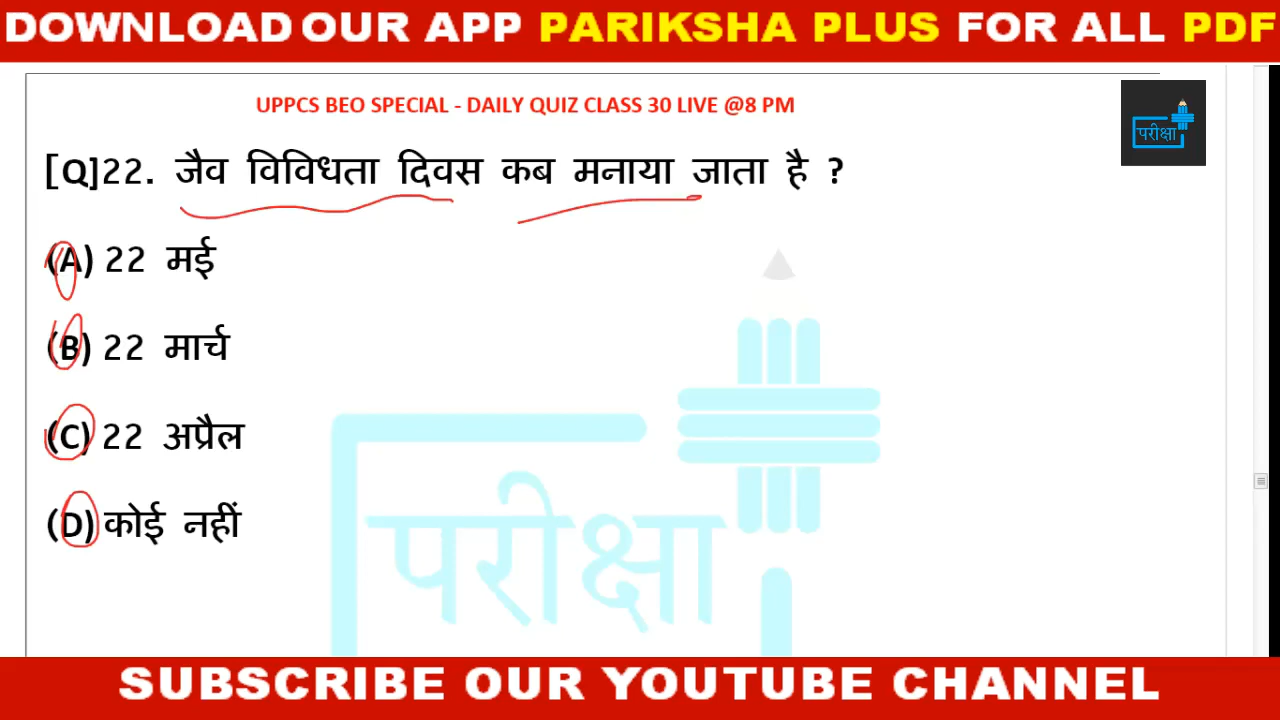 DOWNLOAD OUR APP PARIKSHA PLUS FOR ALL PDF
UPPCS BEO SPECIAL - DAILY QUIZ CLASS 30 LIVE @8 PM
परीक्षा
[Q]22. जैव विविधता दिवस कब मनाया जाता है ?
(A) 22 मई
(B) 22 मार्च
(C) 22 अप्रैल
(D) कोई नहीं
परीक्षा
SUBSCRIBE OUR YOUTUBE CHANNEL